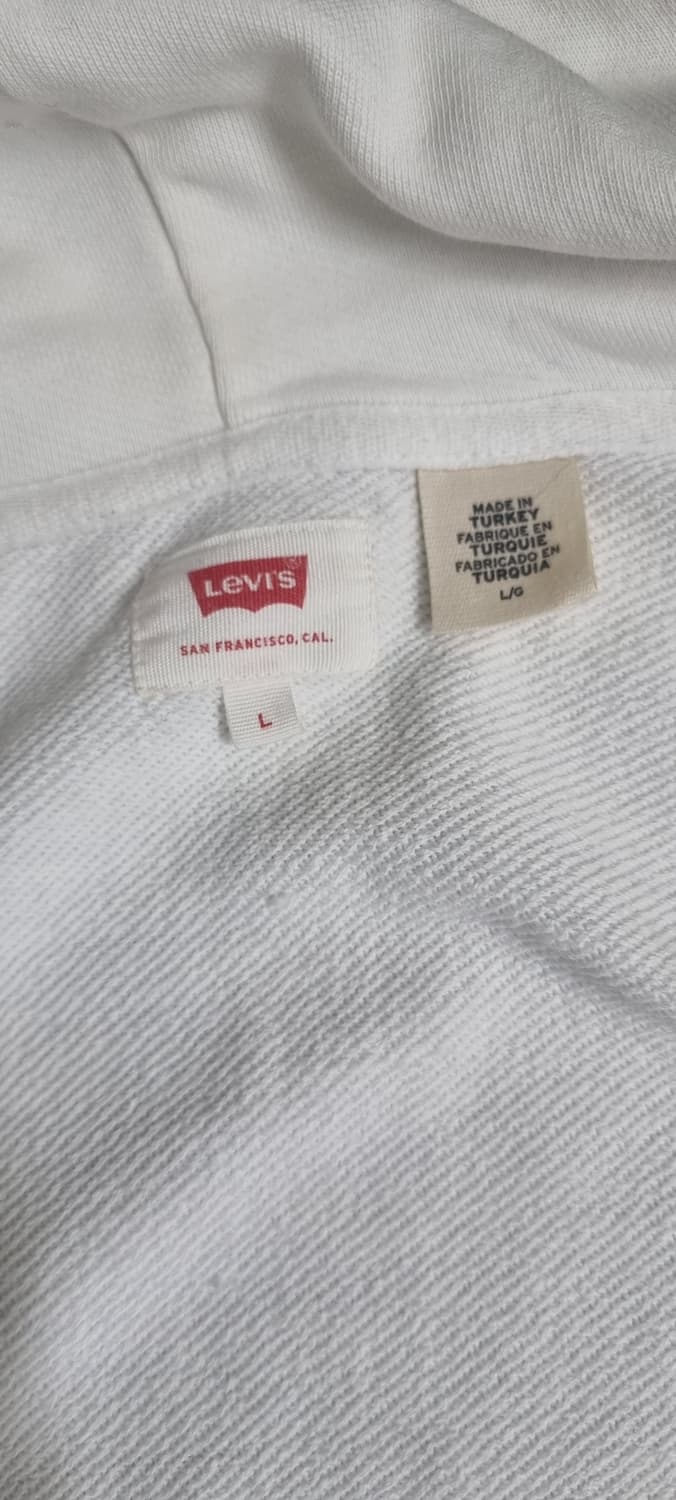 LEVI'S®
SAN FRANCISCO, CAL.
L
MADE IN
TURKEY
FABRIQUE EN
TURQUIE
FABRICADO EN
TURQUIA
L/G